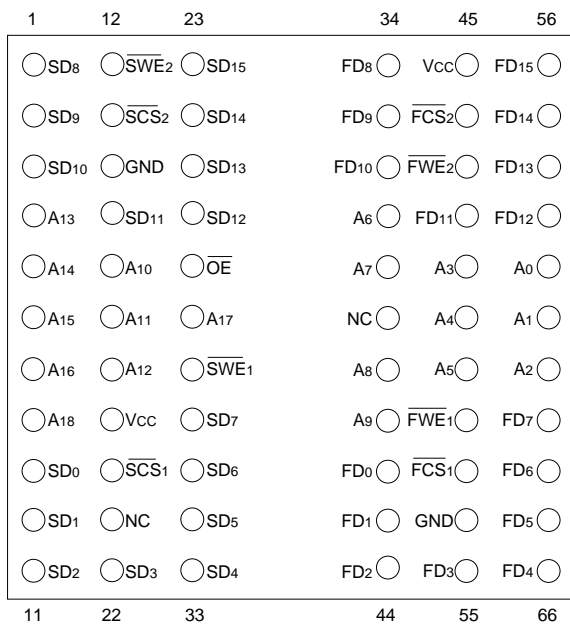 1 12 23 34 45 56
SD8 SWE2 SD15 FD8 VCC FD15
SD9 SCS2 SD14 FD9 FCS2 FD14
SD10 GND SD13 FD10 FWE2 FD13
A13 SD11 SD12 A6 FD11 FD12
A14 A10 OE A7 A3 A0
A15 A11 A17 NC A4 A1
A16 A12 SWE1 A8 A5 A2
A18 VCC SD7 A9 FWE1 FD7
SD0 SCS1 SD6 FD0 FCS1 FD6
SD1 NC SD5 FD1 GND FD5
SD2 SD3 SD4 FD2 FD3 FD4
11 22 33 44 55 66